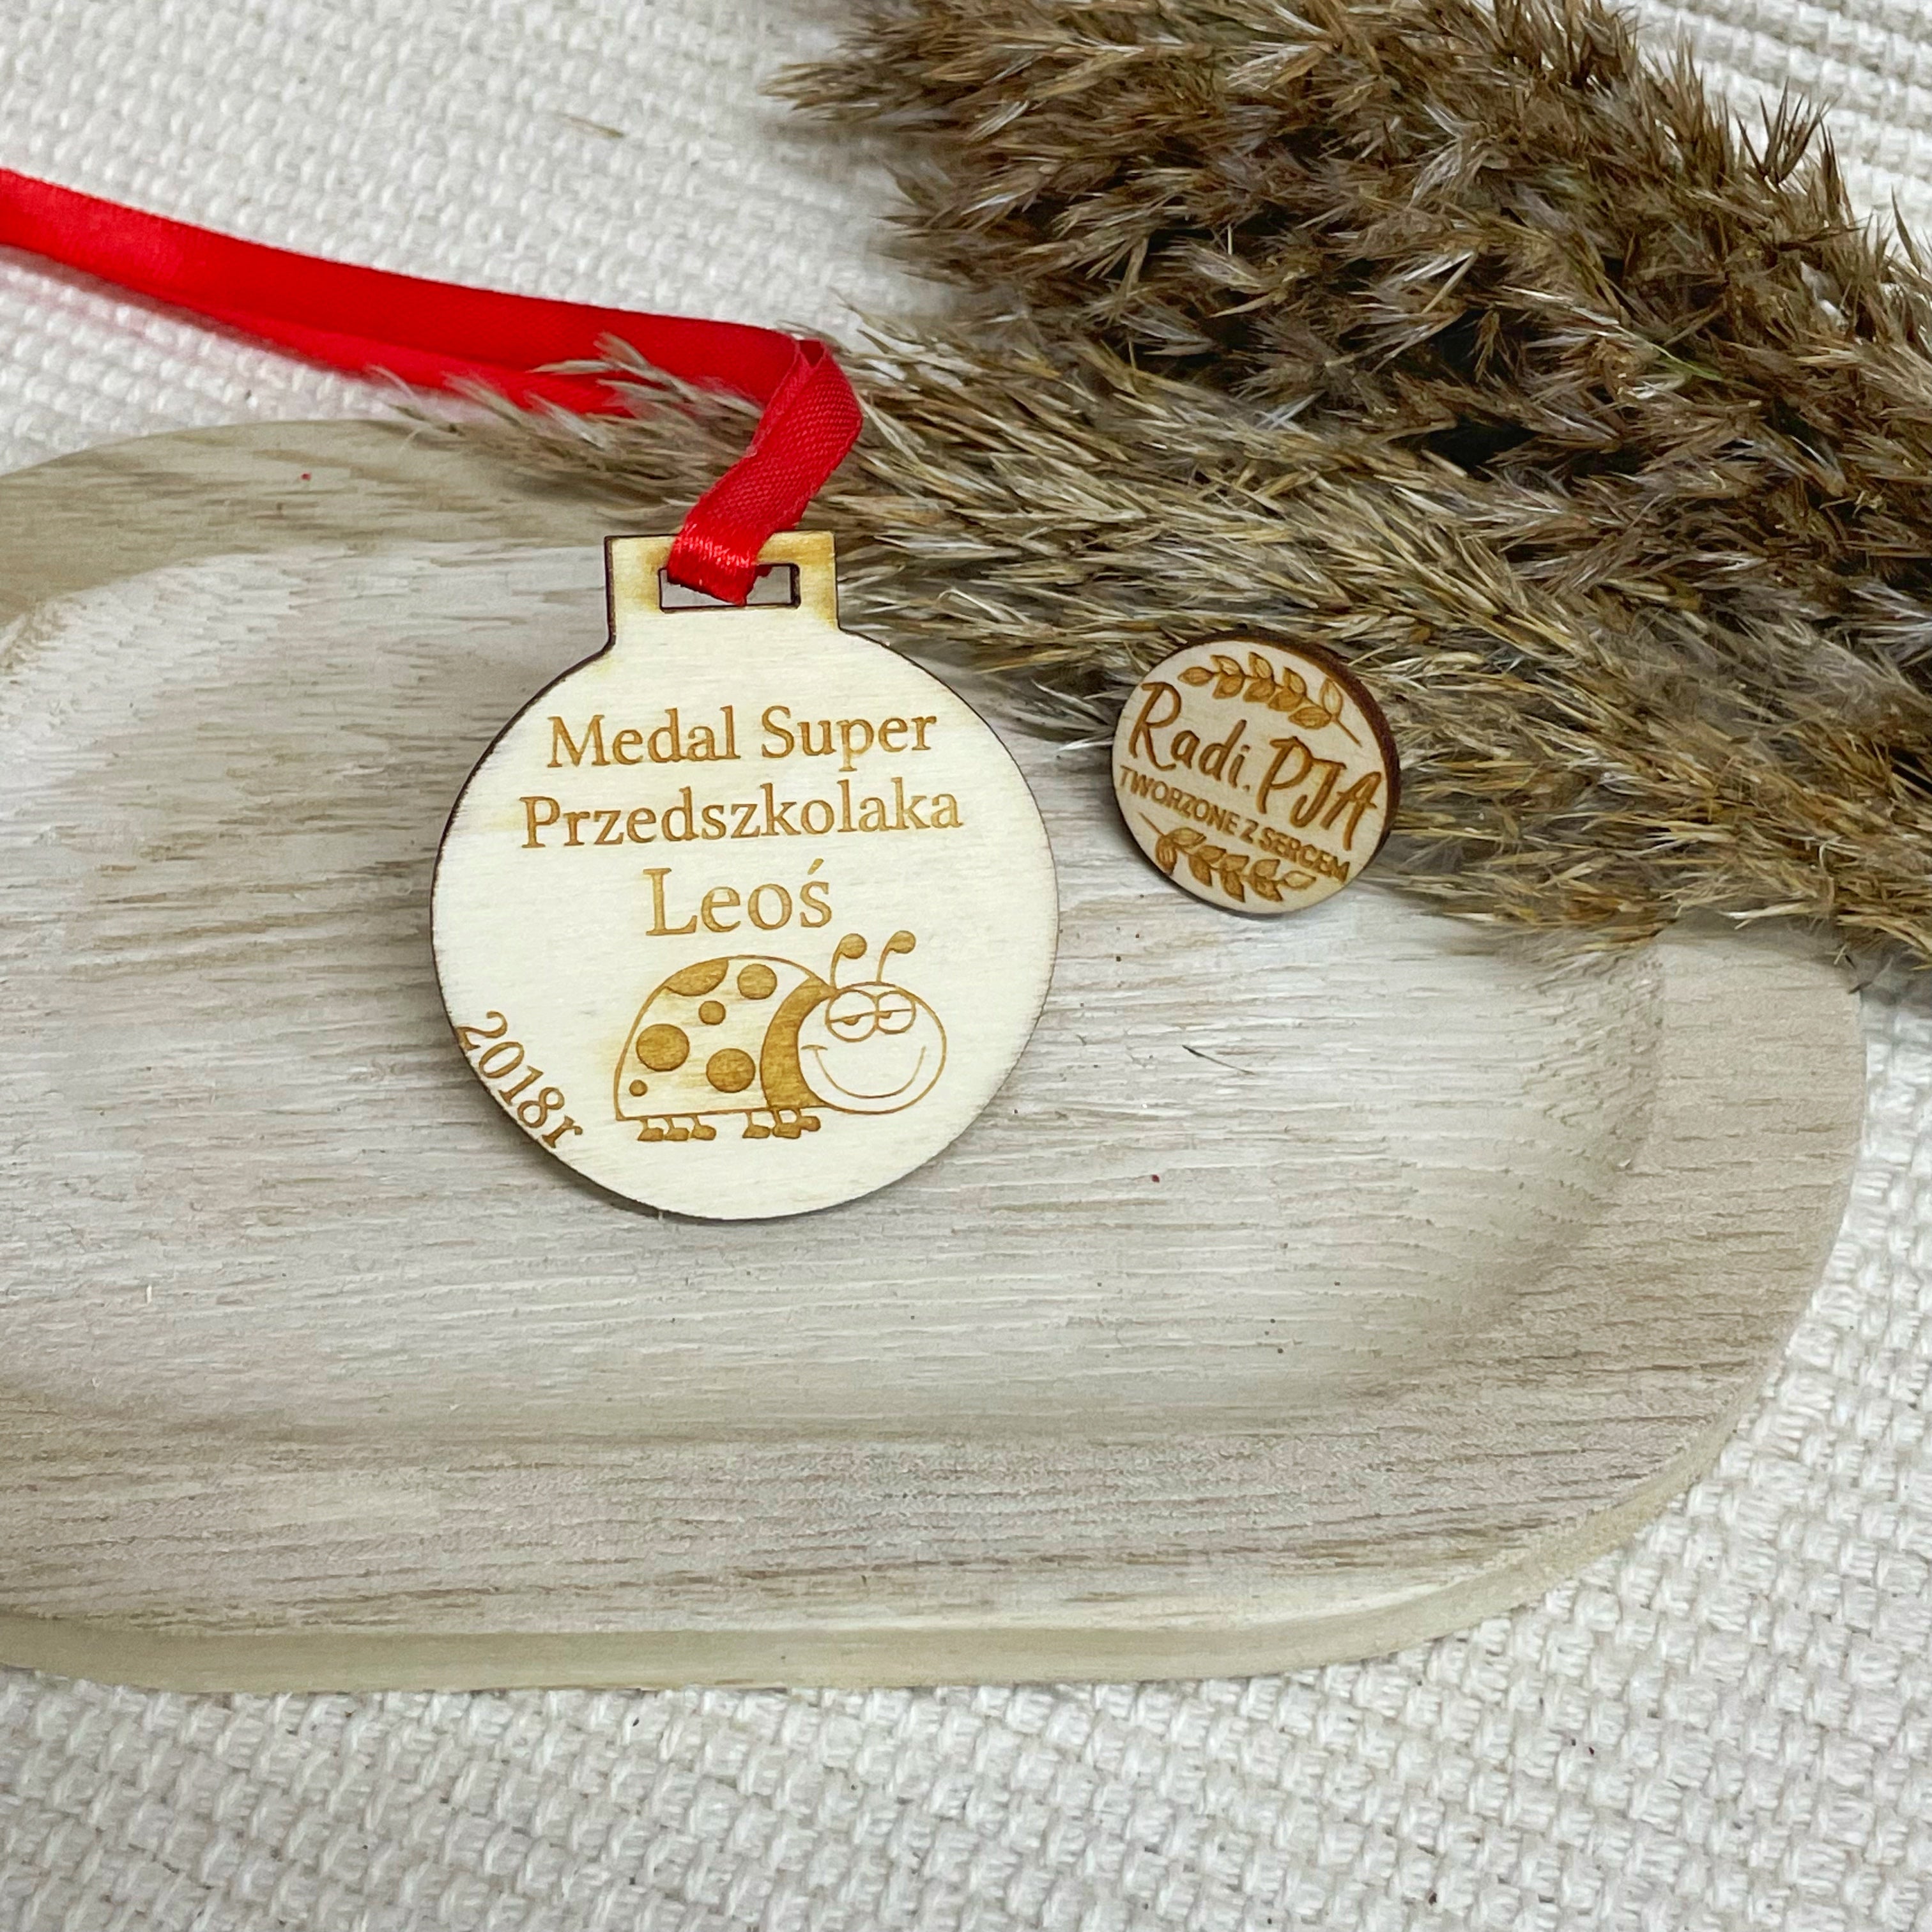 Medal Super
Przedszkolaka
Leoś
2018r
Radi.PJA
TWORZONE Z SERCEM